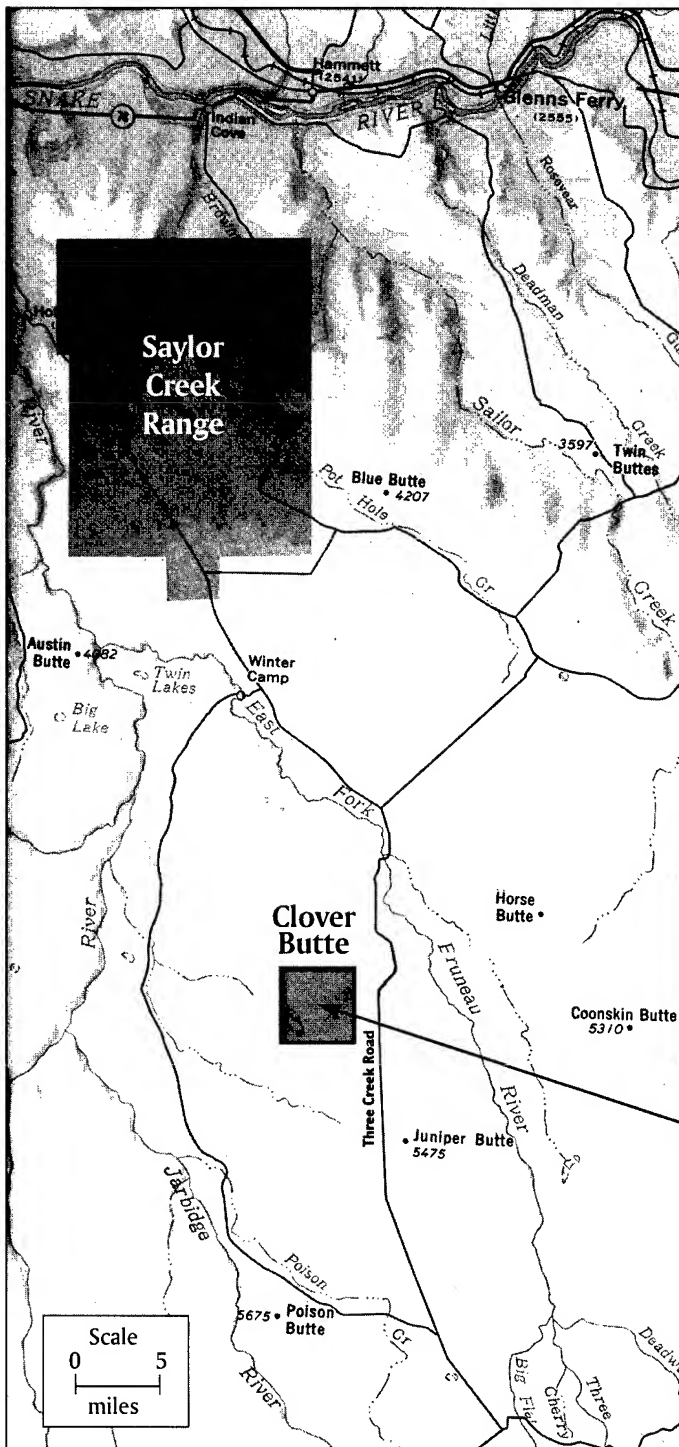 Hammett
(2541)
Glenns Ferry
(2555)
SNAKE
RIVER
78
Indian
Cove
Rosevear
Deadman
Creek
Saylor
Creek
Range
River
Sailor
Creek
3597
Twin
Buttes
Pot
Hole
Cr
Blue Butte
4207
Austin
Butte
Twin
Lakes
Big
Lake
Winter
Camp
East
Fork
River
Clover
Butte
Horse
Butte
Eruneau
River
Coonskin Butte
5310
Three Creek Road
Juniper Butte
5475
Jarbidge
River
Poison
Cr
5675
Poison
Butte
Scale
0 5
miles
Big
Cherry
Three